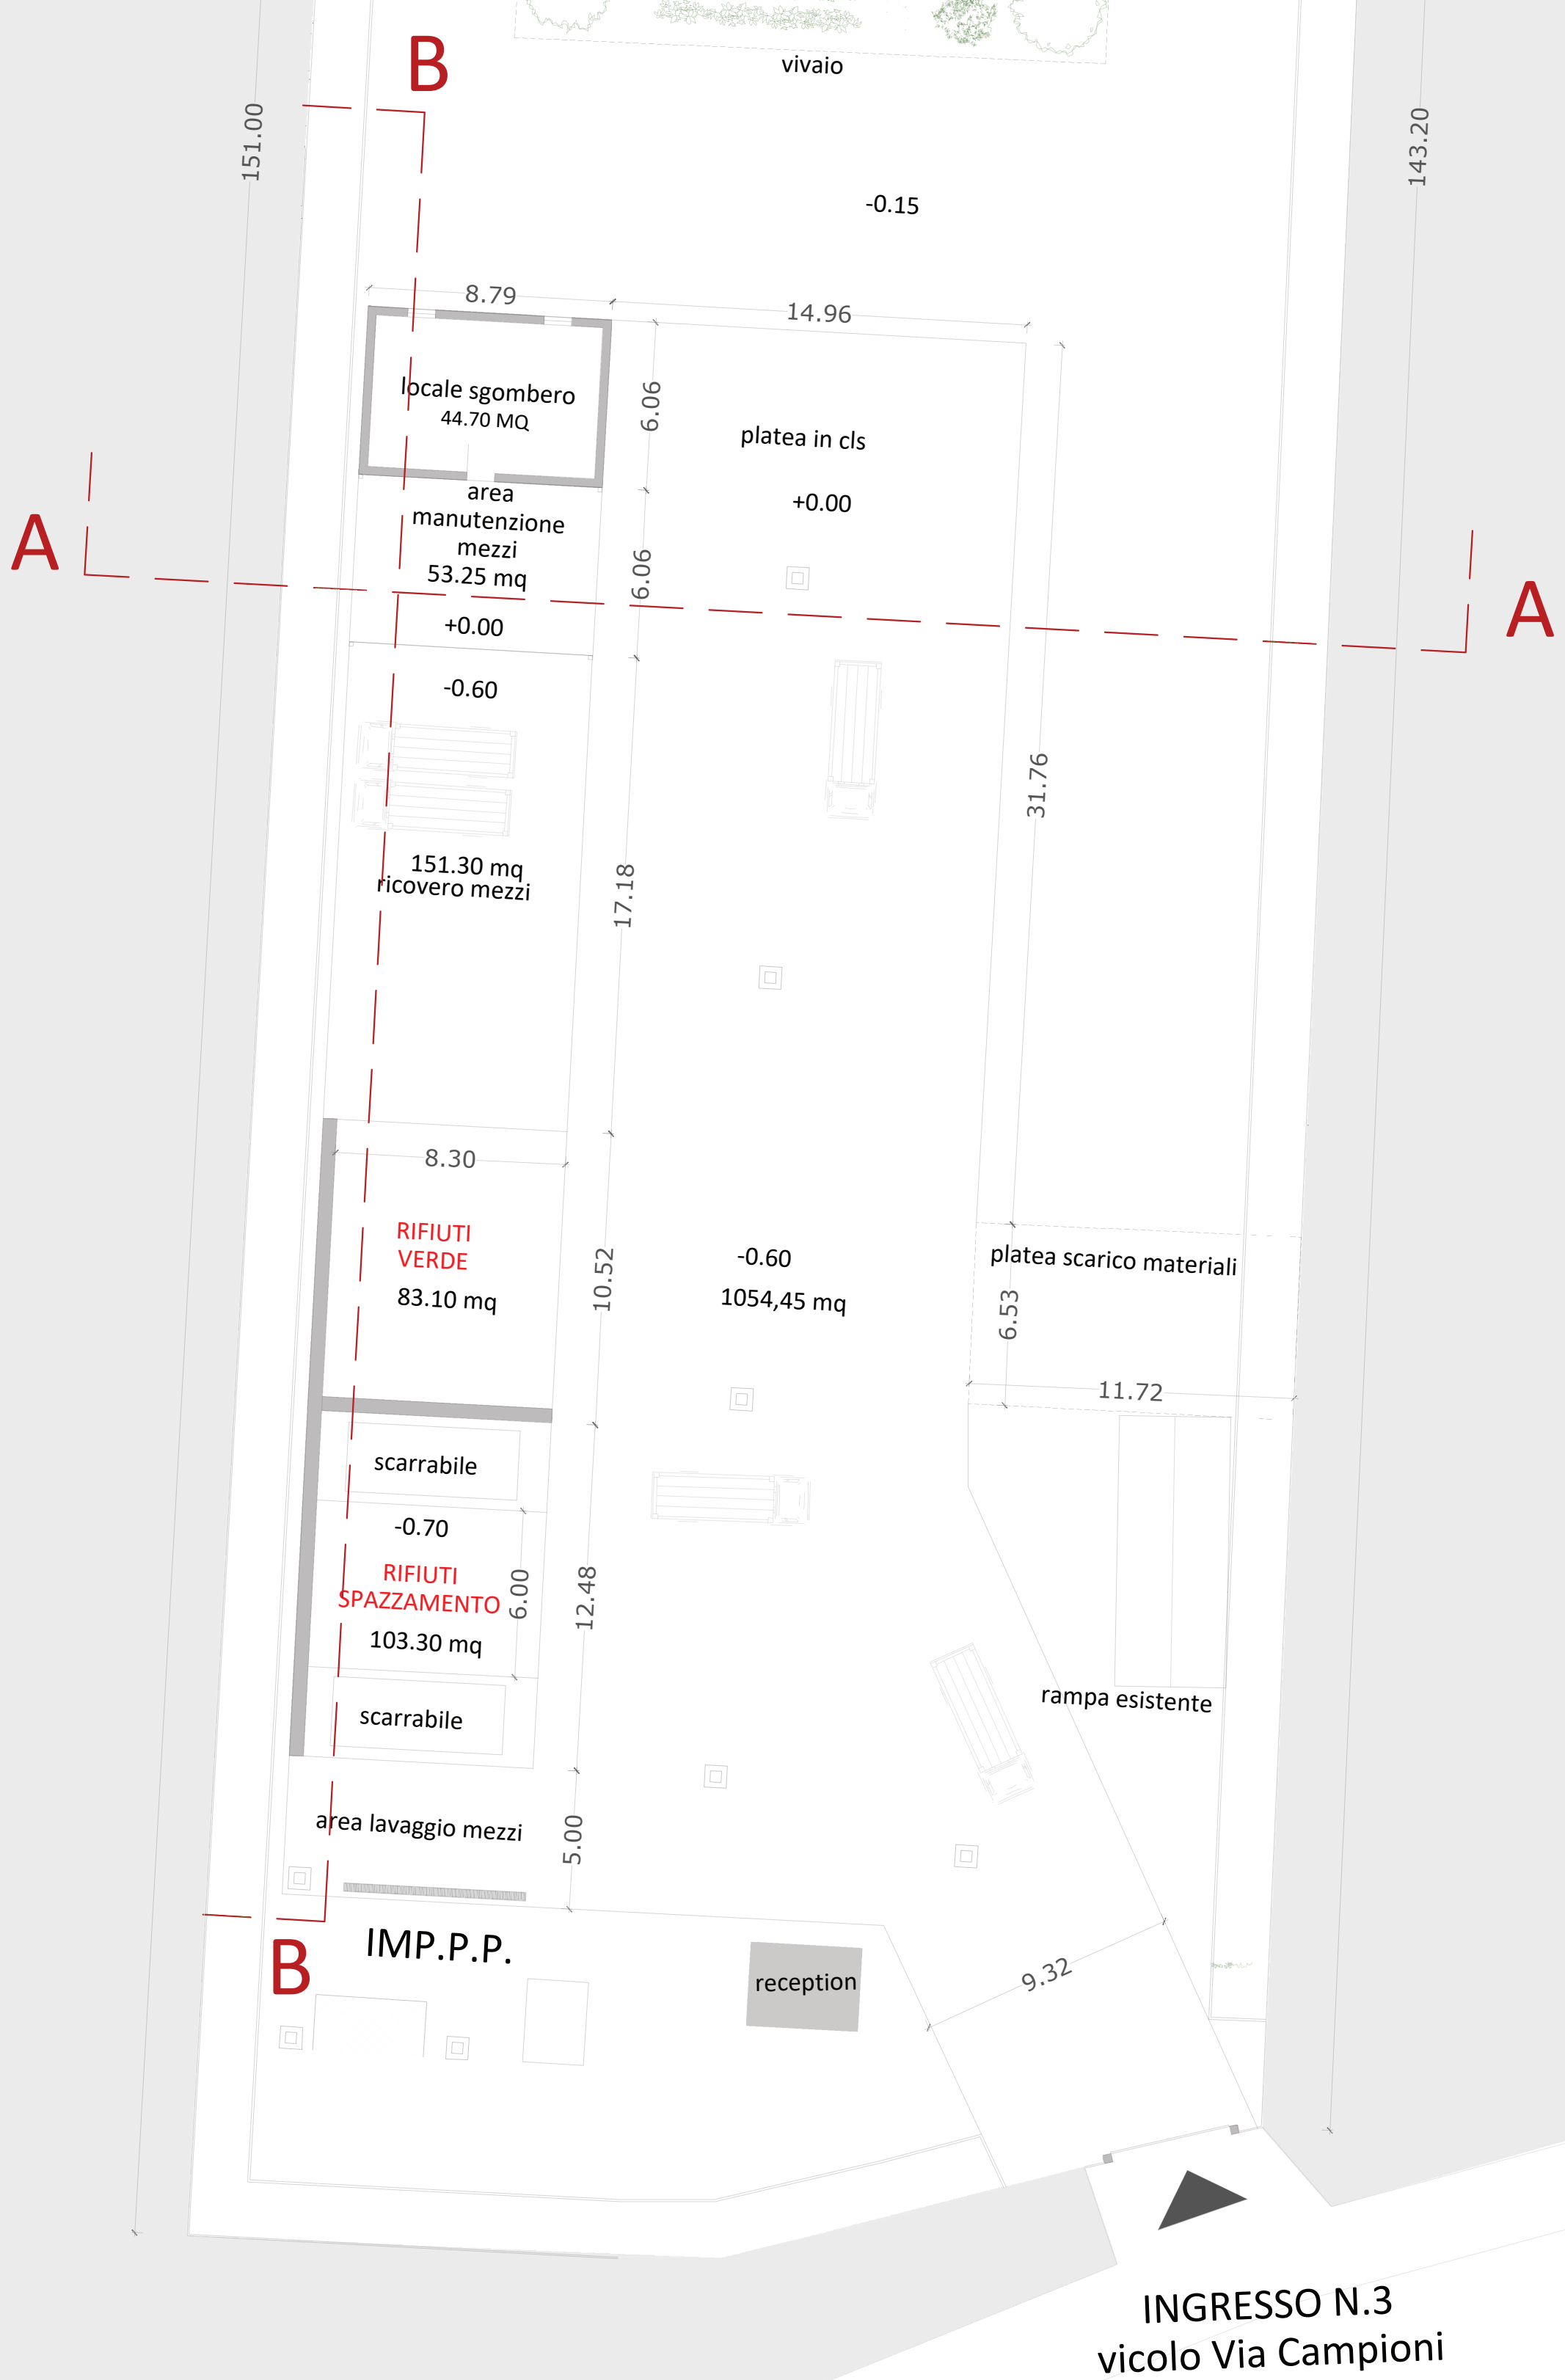 B
vivaio
151.00
143.20
-0.15
8.79
14.96
locale sgombero
44.70 MQ
6.06
platea in cls
+0.00
area
manutenzione
mezzi
53.25 mq
6.06
A
A
+0.00
-0.60
31.76
151.30 mq
ricovero mezzi
17.18
8.30
RIFIUTI
VERDE
83.10 mq
10.52
-0.60
1054,45 mq
platea scarico materiali
6.53
11.72
scarrabile
-0.70
RIFIUTI
SPAZZAMENTO
103.30 mq
6.00
12.48
scarrabile
rampa esistente
area lavaggio mezzi
5.00
B
IMP.P.P.
reception
9.32
INGRESSO N.3
vicolo Via Campioni